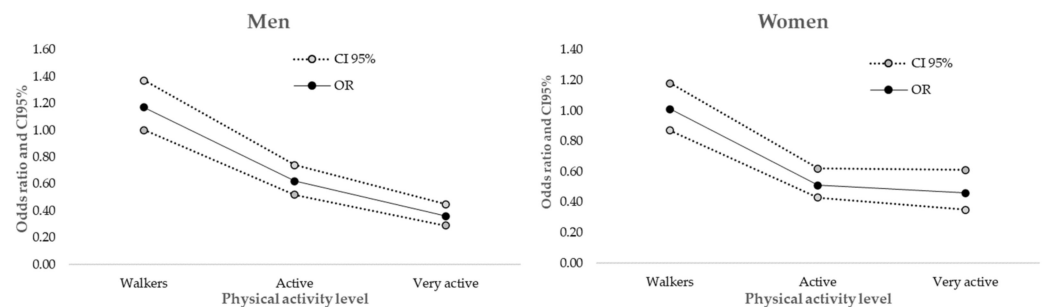 Men
Odds ratio and CI95%
1.60
1.40
1.20
1.00
0.80
0.60
0.40
0.20
0.00
CI 95%
OR
Walkers Active Very active
Physical activity level
Women
Odds ratio and CI95%
1.40
1.20
1.00
0.80
0.60
0.40
0.20
0.00
CI 95%
OR
Walkers Active Very active
Physical activity level